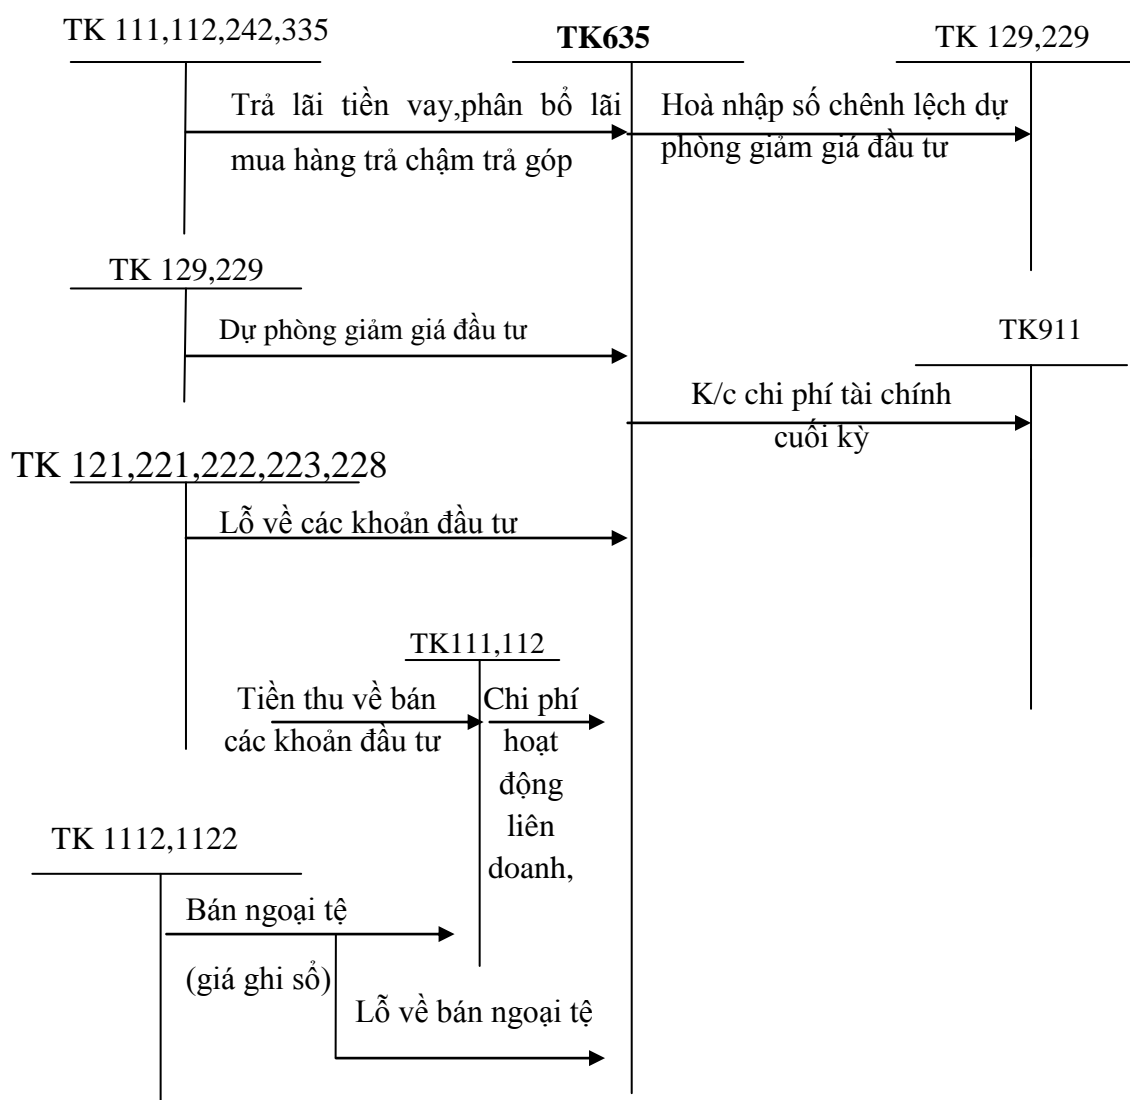 TK 111,112,242,335
TK635
TK 129,229
Trả lãi tiền vay,phân bổ lãi
mua hàng trả chậm trả góp
Hoà nhập số chênh lệch dự
phòng giảm giá đầu tư
TK 129,229
Dự phòng giảm giá đầu tư
TK911
K/c chi phí tài chính
cuối kỳ
TK 121,221,222,223,228
Lỗ về các khoản đầu tư
TK111,112
Tiền thu về bán
các khoản đầu tư
Chi phí
hoạt
động
liên
doanh,
TK 1112,1122
Bán ngoại tệ
(giá ghi sổ)
Lỗ về bán ngoại tệ